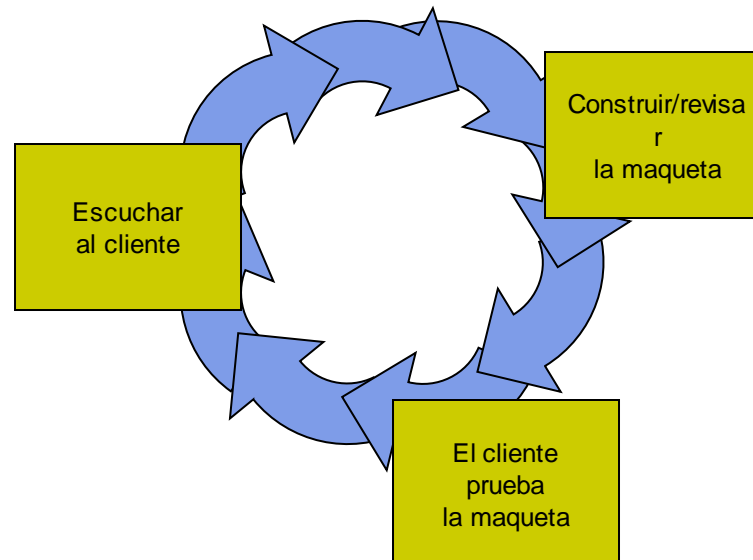 Construir/revisa
r
la maqueta
Escuchar
al cliente
El cliente
prueba
la maqueta